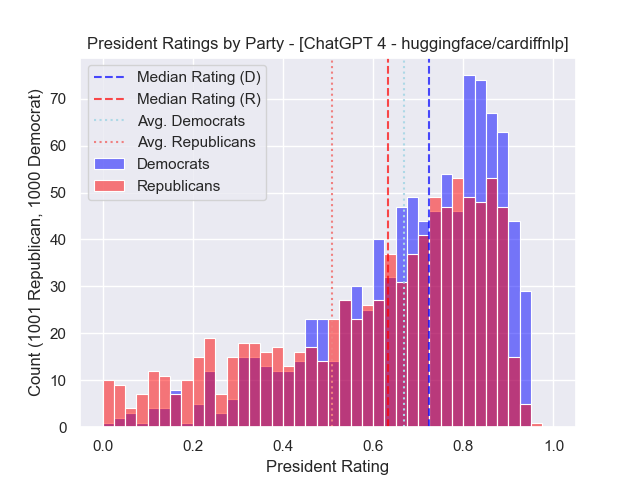 President Ratings by Party - [ChatGPT 4 - huggingface/cardiffnlp]
Median Rating (D)
Median Rating (R)
Avg. Democrats
Avg. Republicans
Democrats
Republicans
Count (1001 Republican, 1000 Democrat)
70
60
50
40
30
20
10
0
0.0 0.2 0.4 0.6 0.8 1.0
President Rating